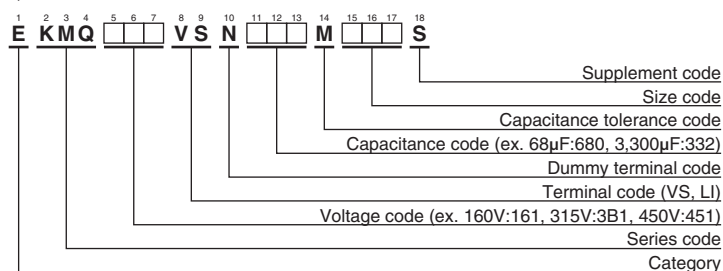 1 2 3 4 5 6 7 8 9 10 11 12 13 14 15 16 17 18
E KMQ □□□ VS N □□□ M □□□ S
Supplement code
Size code
Capacitance tolerance code
Capacitance code (ex. 68µF:680, 3,300µF:332)
Dummy terminal code
Terminal code (VS, LI)
Voltage code (ex. 160V:161, 315V:3B1, 450V:451)
Series code
Category